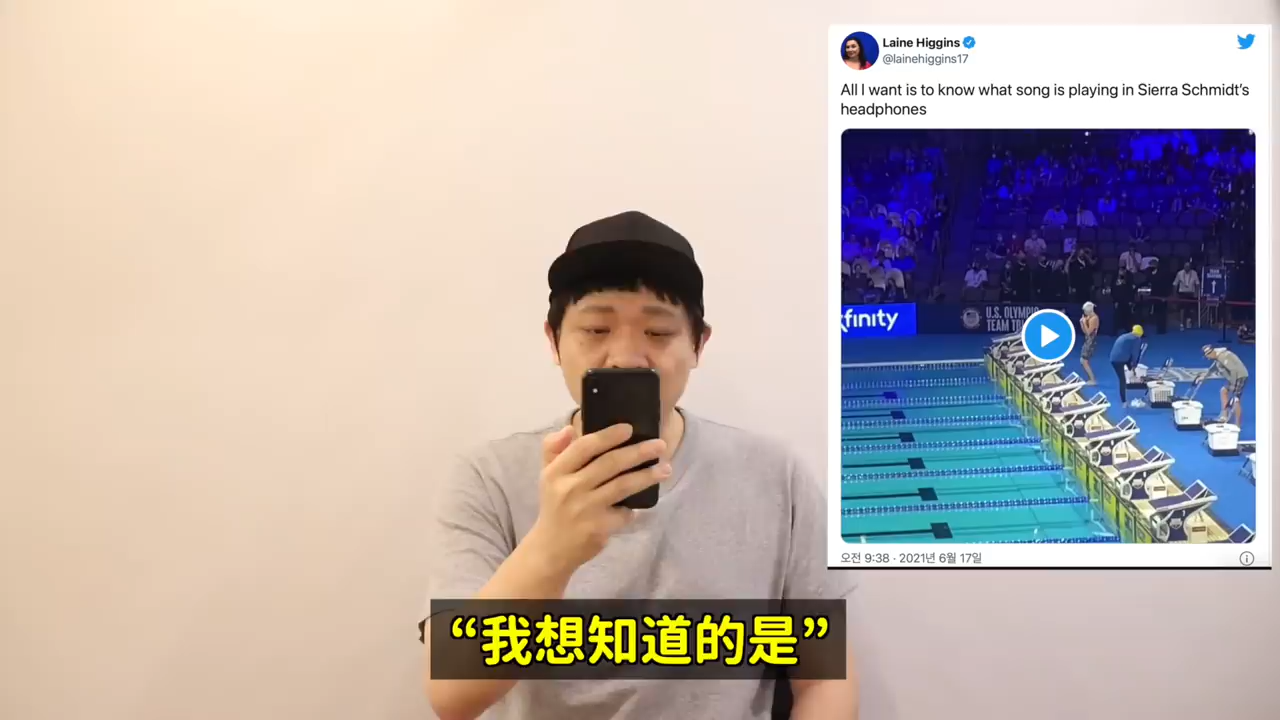 Laine Higgins
@lainehiggins17
All I want is to know what song is playing in Sierra Schmidt's
headphones
xfinity
U.S. OLYMPIC
TEAM
오전 9:38 · 2021년 6월 17일
“我想知道的是”